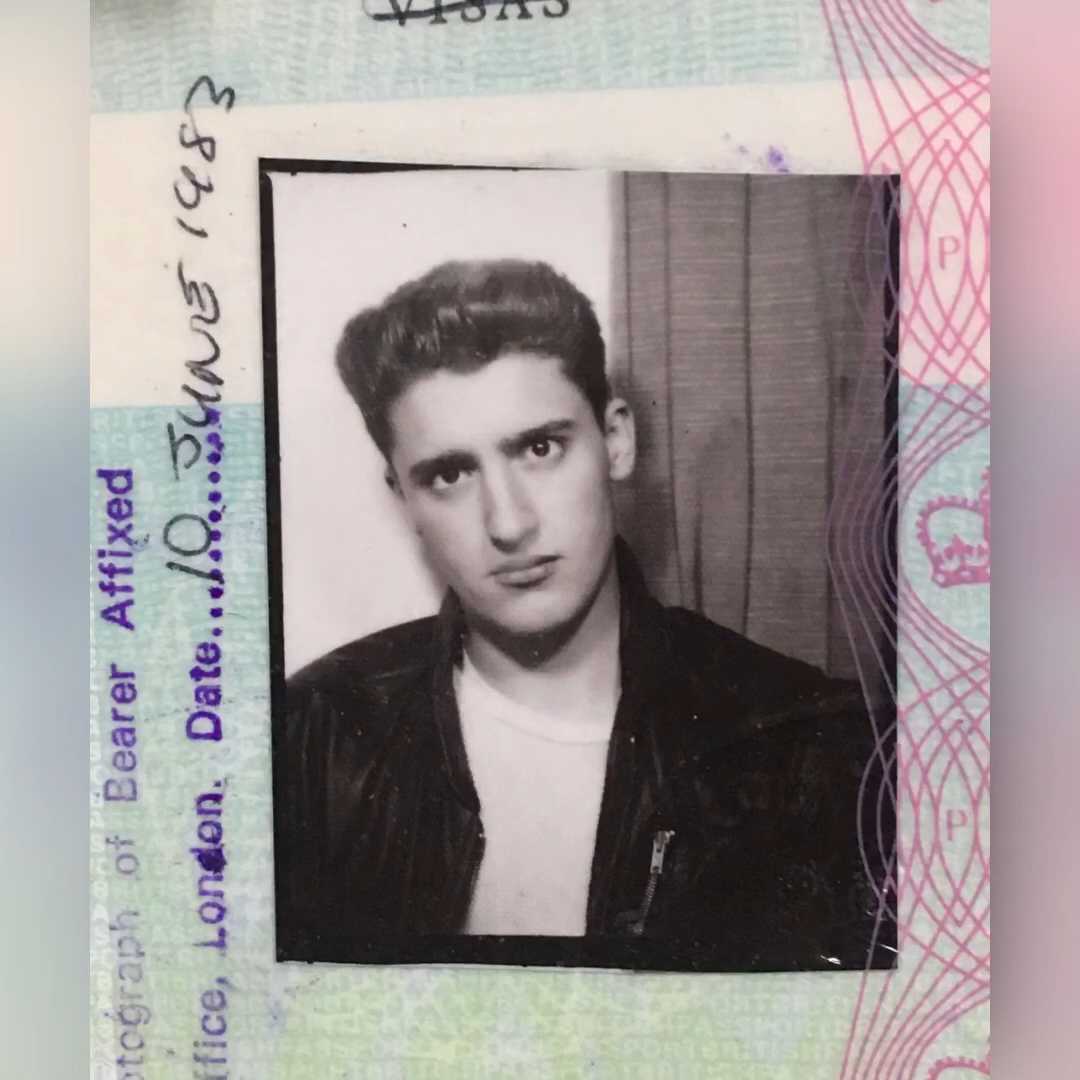 VISAS
Photograph of Bearer Affixed
Office, London. Date...10 JUNE 1983
P
P